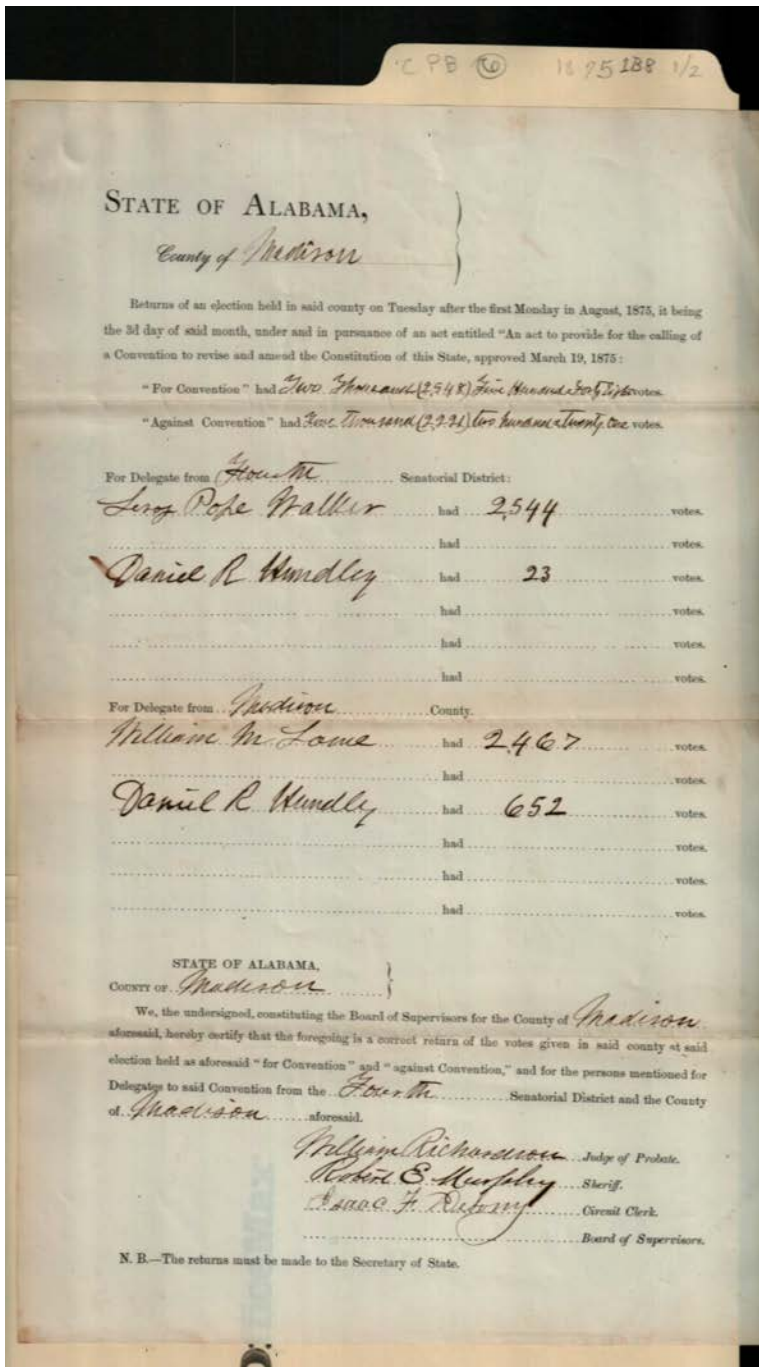 C PB 6 1875 188 1/2
STATE OF ALABAMA,
County of Madison
Returns of an election held in said county on Tuesday after the first Monday in August, 1875, it being
the 3d day of said month, under and in pursuance of an act entitled "An act to provide for the calling of
a Convention to revise and amend the Constitution of this State, approved March 19, 1875:
"For Convention" had Two Thousand (2548) Five Hundred Forty Eight votes.
"Against Convention" had thousand (2221) two hundred & twenty one votes.
For Delegate from Fourth Senatorial District:
Leroy Pope Walker had 2544 votes.
had votes.
Daniel R Hundley had 23 votes.
had votes.
had votes.
had votes.
For Delegate from Madison County.
William M Lowe had 2467 votes.
had votes.
Daniel R Hundley had 652 votes.
had votes.
had votes.
had votes.
STATE OF ALABAMA,
COUNTY OF Madison
We, the undersigned, constituting the Board of Supervisors for the County of Madison
aforesaid, hereby certify that the foregoing is a correct return of the votes given in said county at said
election held as aforesaid "for Convention" and "against Convention," and for the persons mentioned for
Delegates to said Convention from the Fourth Senatorial District and the County
of Madison aforesaid.
William Richardson Judge of Probate.
Robert E. Murphy Sheriff.
Isaac F Circuit Clerk.
Board of Supervisors.
N. B.—The returns must be made to the Secretary of State.